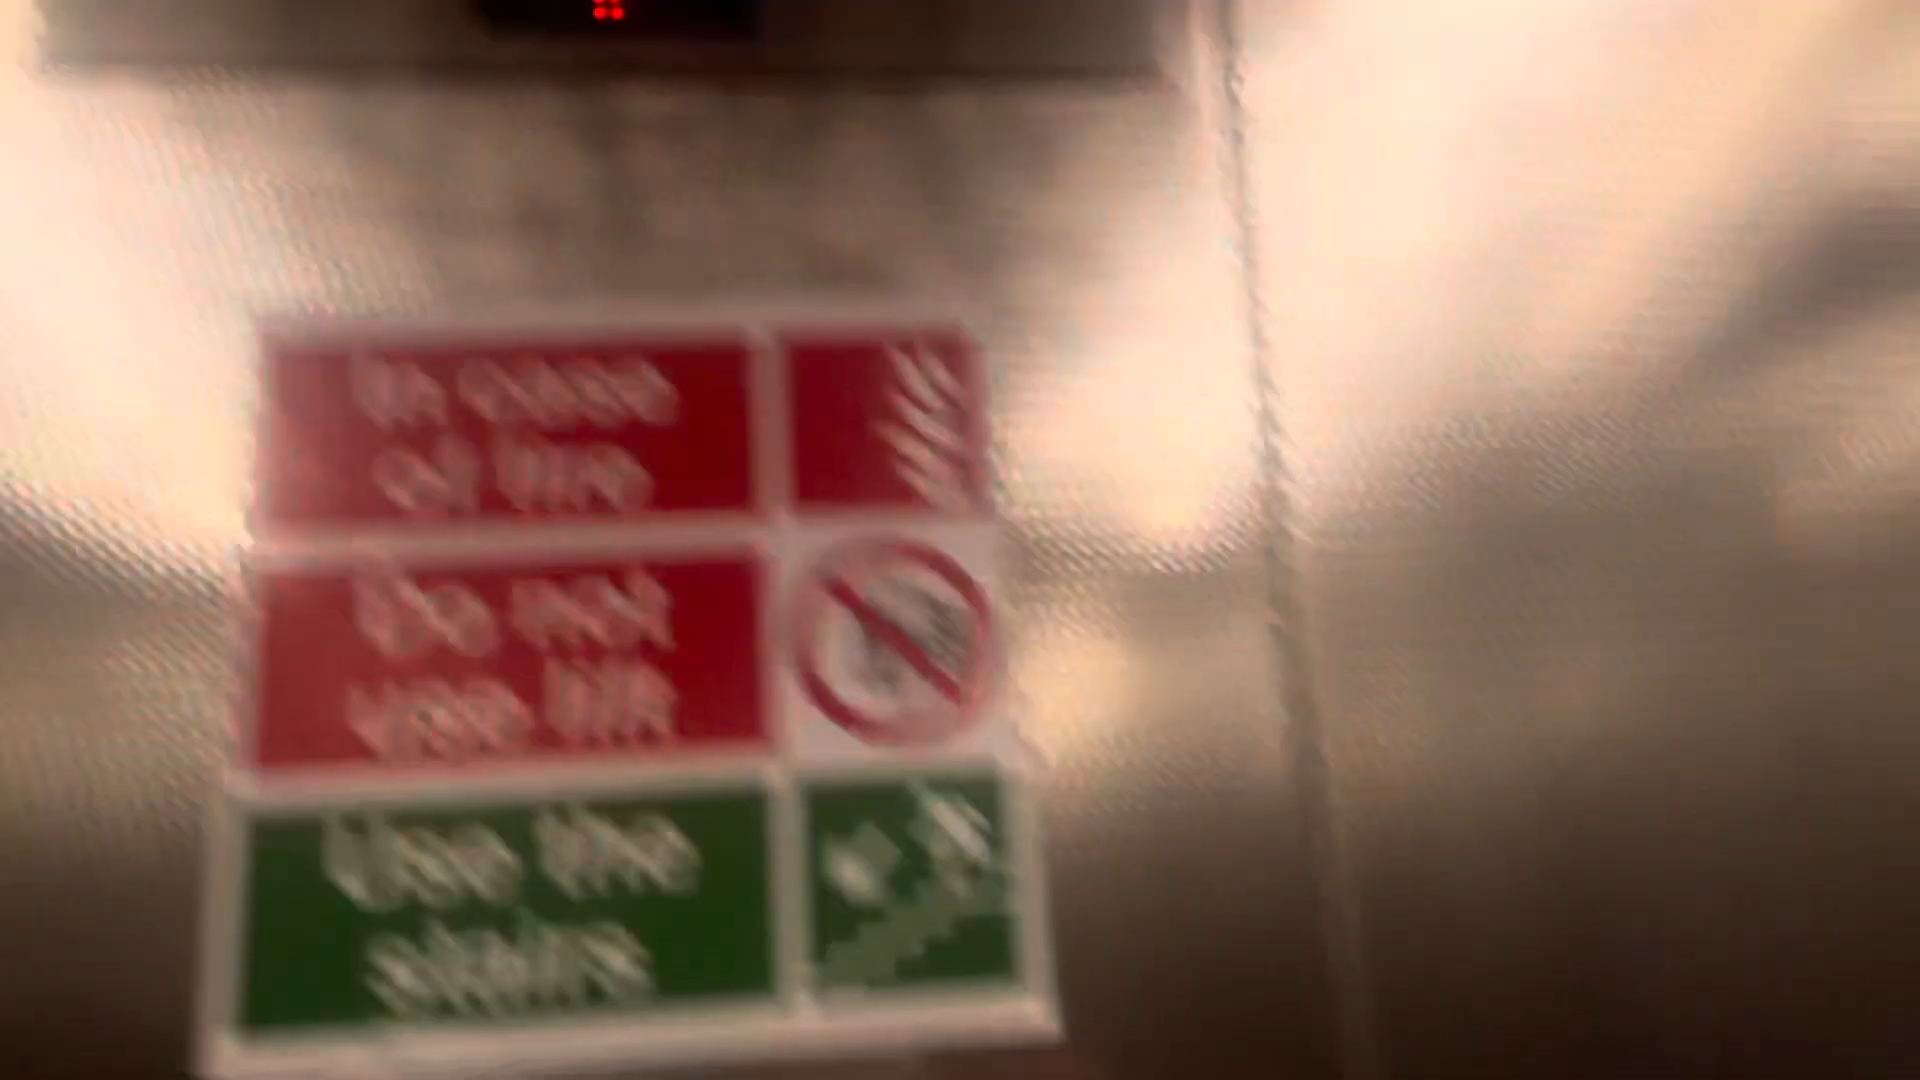 In case
of fire
Do not
use lift
Use the
stairs